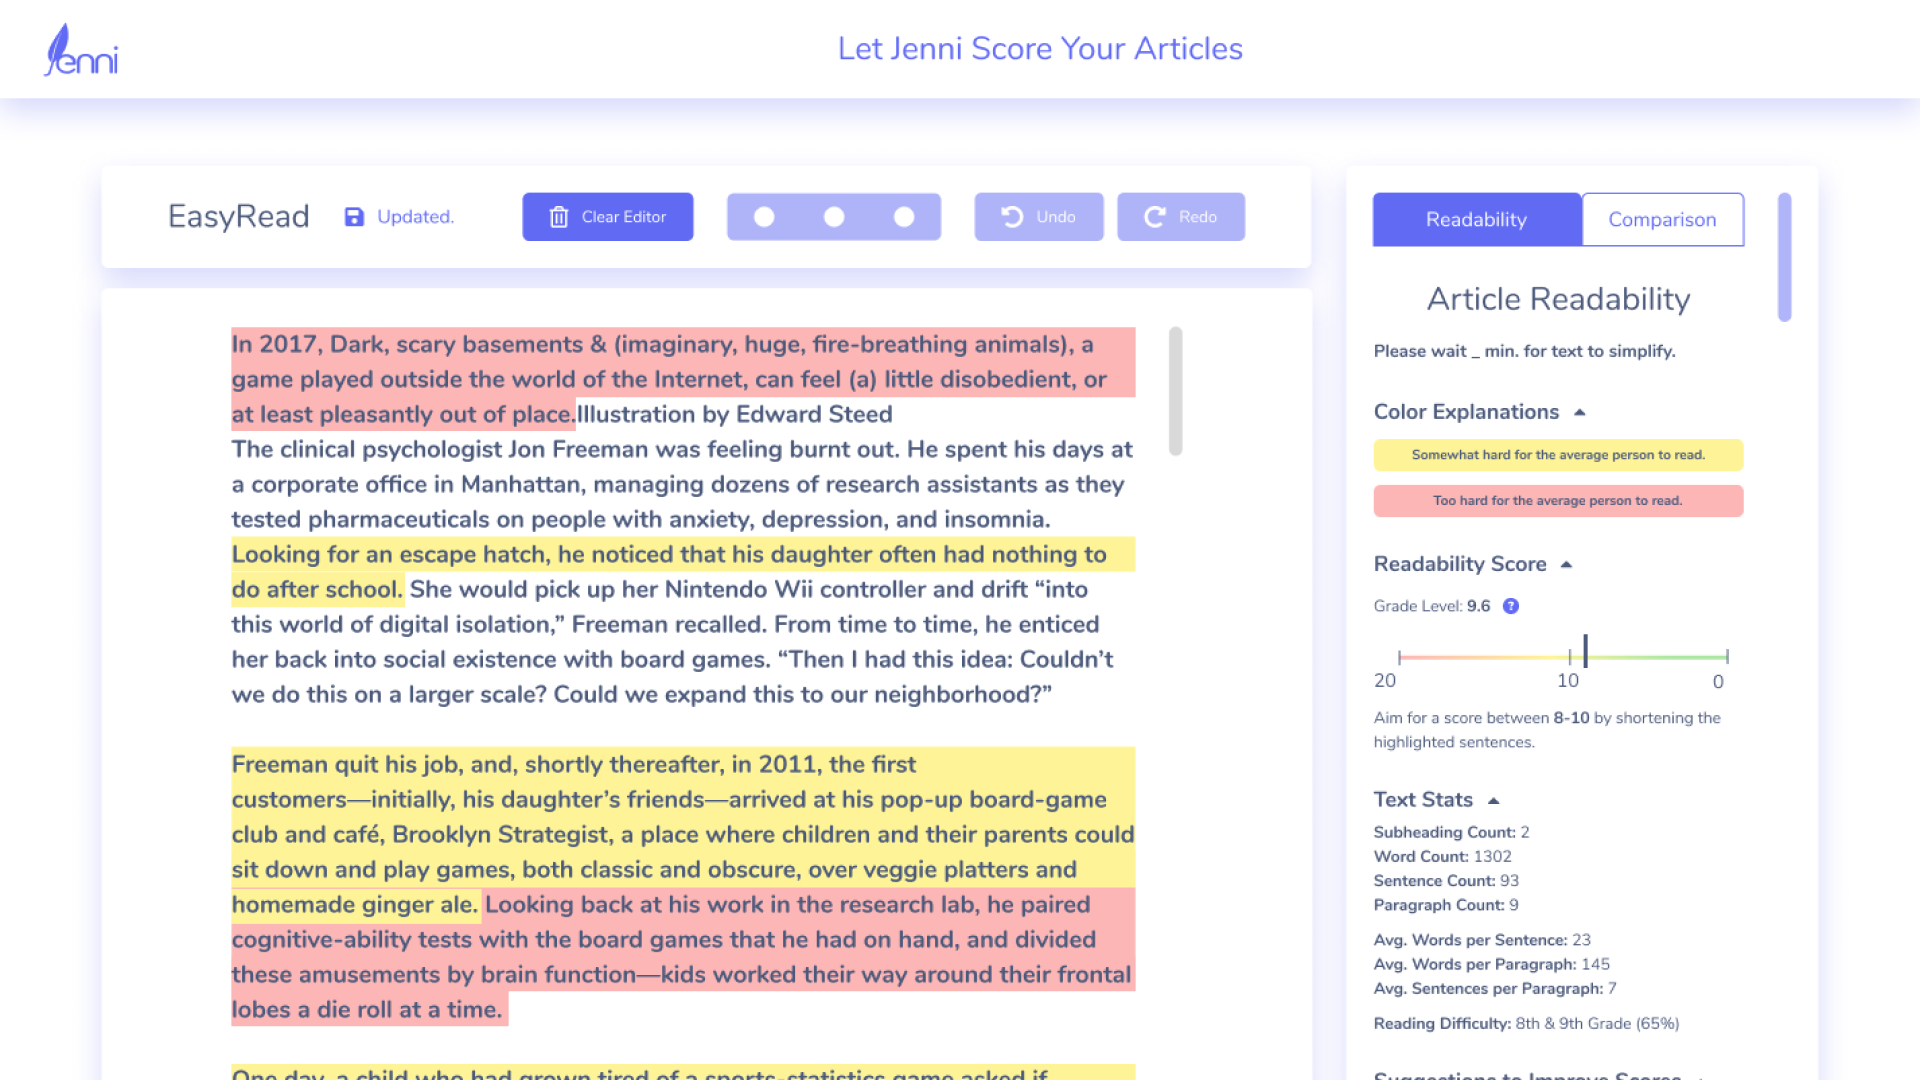 Jenni
Let Jenni Score Your Articles
EasyRead
Updated.
Clear Editor
Undo
Redo
In 2017, Dark, scary basements & (imaginary, huge, fire-breathing animals), a
game played outside the world of the Internet, can feel (a) little disobedient, or
at least pleasantly out of place.Illustration by Edward Steed
The clinical psychologist Jon Freeman was feeling burnt out. He spent his days at
a corporate office in Manhattan, managing dozens of research assistants as they
tested pharmaceuticals on people with anxiety, depression, and insomnia.
Looking for an escape hatch, he noticed that his daughter often had nothing to
do after school. She would pick up her Nintendo Wii controller and drift “into
this world of digital isolation,” Freeman recalled. From time to time, he enticed
her back into social existence with board games. “Then I had this idea: Couldn’t
we do this on a larger scale? Could we expand this to our neighborhood?”
Freeman quit his job, and, shortly thereafter, in 2011, the first
customers—initially, his daughter’s friends—arrived at his pop-up board-game
club and café, Brooklyn Strategist, a place where children and their parents could
sit down and play games, both classic and obscure, over veggie platters and
homemade ginger ale. Looking back at his work in the research lab, he paired
cognitive-ability tests with the board games that he had on hand, and divided
these amusements by brain function—kids worked their way around their frontal
lobes a die roll at a time.
One day, a child who had grown tired of a sports-statistics game asked if
Readability
Comparison
Article Readability
Please wait _ min. for text to simplify.
Color Explanations
Somewhat hard for the average person to read.
Too hard for the average person to read.
Readability Score
Grade Level: 9.6 ?
20 10 0
Aim for a score between 8-10 by shortening the
highlighted sentences.
Text Stats
Subheading Count: 2
Word Count: 1302
Sentence Count: 93
Paragraph Count: 9
Avg. Words per Sentence: 23
Avg. Words per Paragraph: 145
Avg. Sentences per Paragraph: 7
Reading Difficulty: 8th & 9th Grade (65%)
Suggestions to Improve Scores